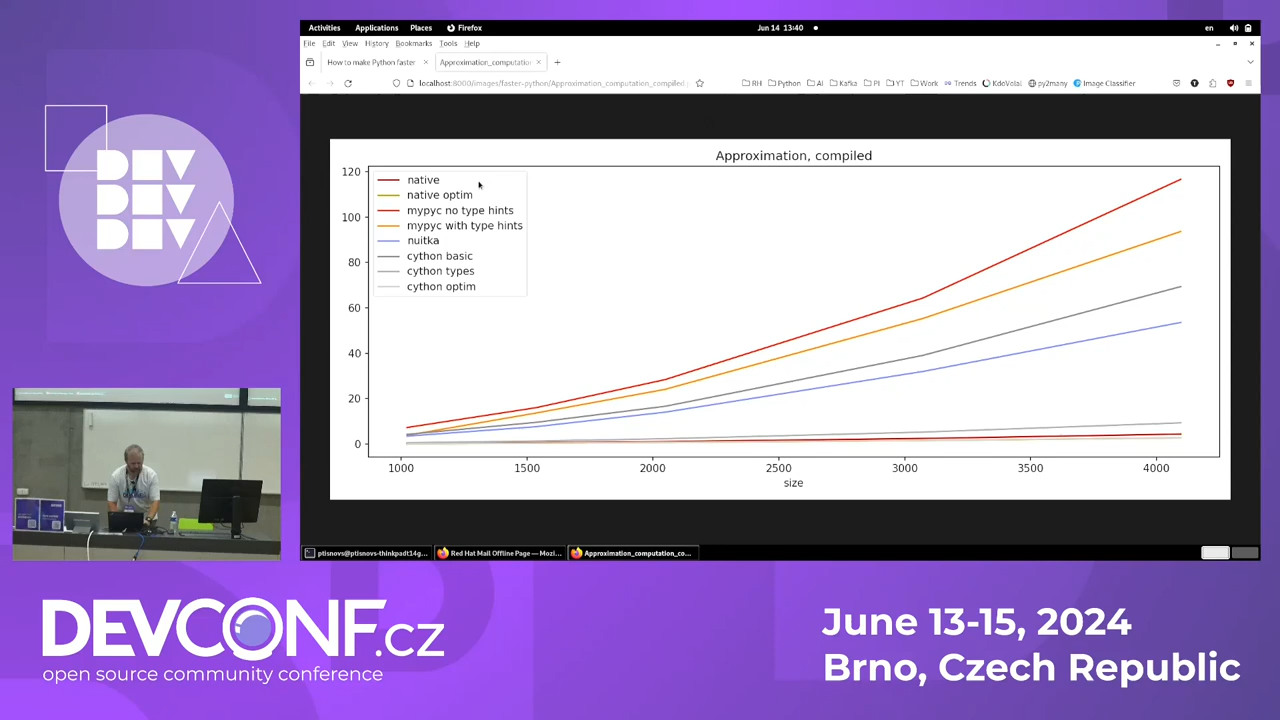 Activities Applications Places Firefox Jun 14 13:40 en
File Edit View History Bookmarks Tools Help
How to make Python faster Approximation_computation
localhost:8000/images/faster-python/Approximation_computation_compiled. RH Python AI Kafka PI YT Work Trends KdoVolal py2many Image Classifier
DEV
DEV
DEV
Approximation, compiled
120
100
80
60
40
20
0
native
native optim
mypyc no type hints
mypyc with type hints
nuitka
cython basic
cython types
cython optim
1000 1500 2000 2500 3000 3500 4000
size
ptisnovs@ptisnovs-thinkpadt14g... Red Hat Mail Offline Page — Mozi... Approximation_computation_co...
DEVCONF.cz
open source community conference
June 13-15, 2024
Brno, Czech Republic